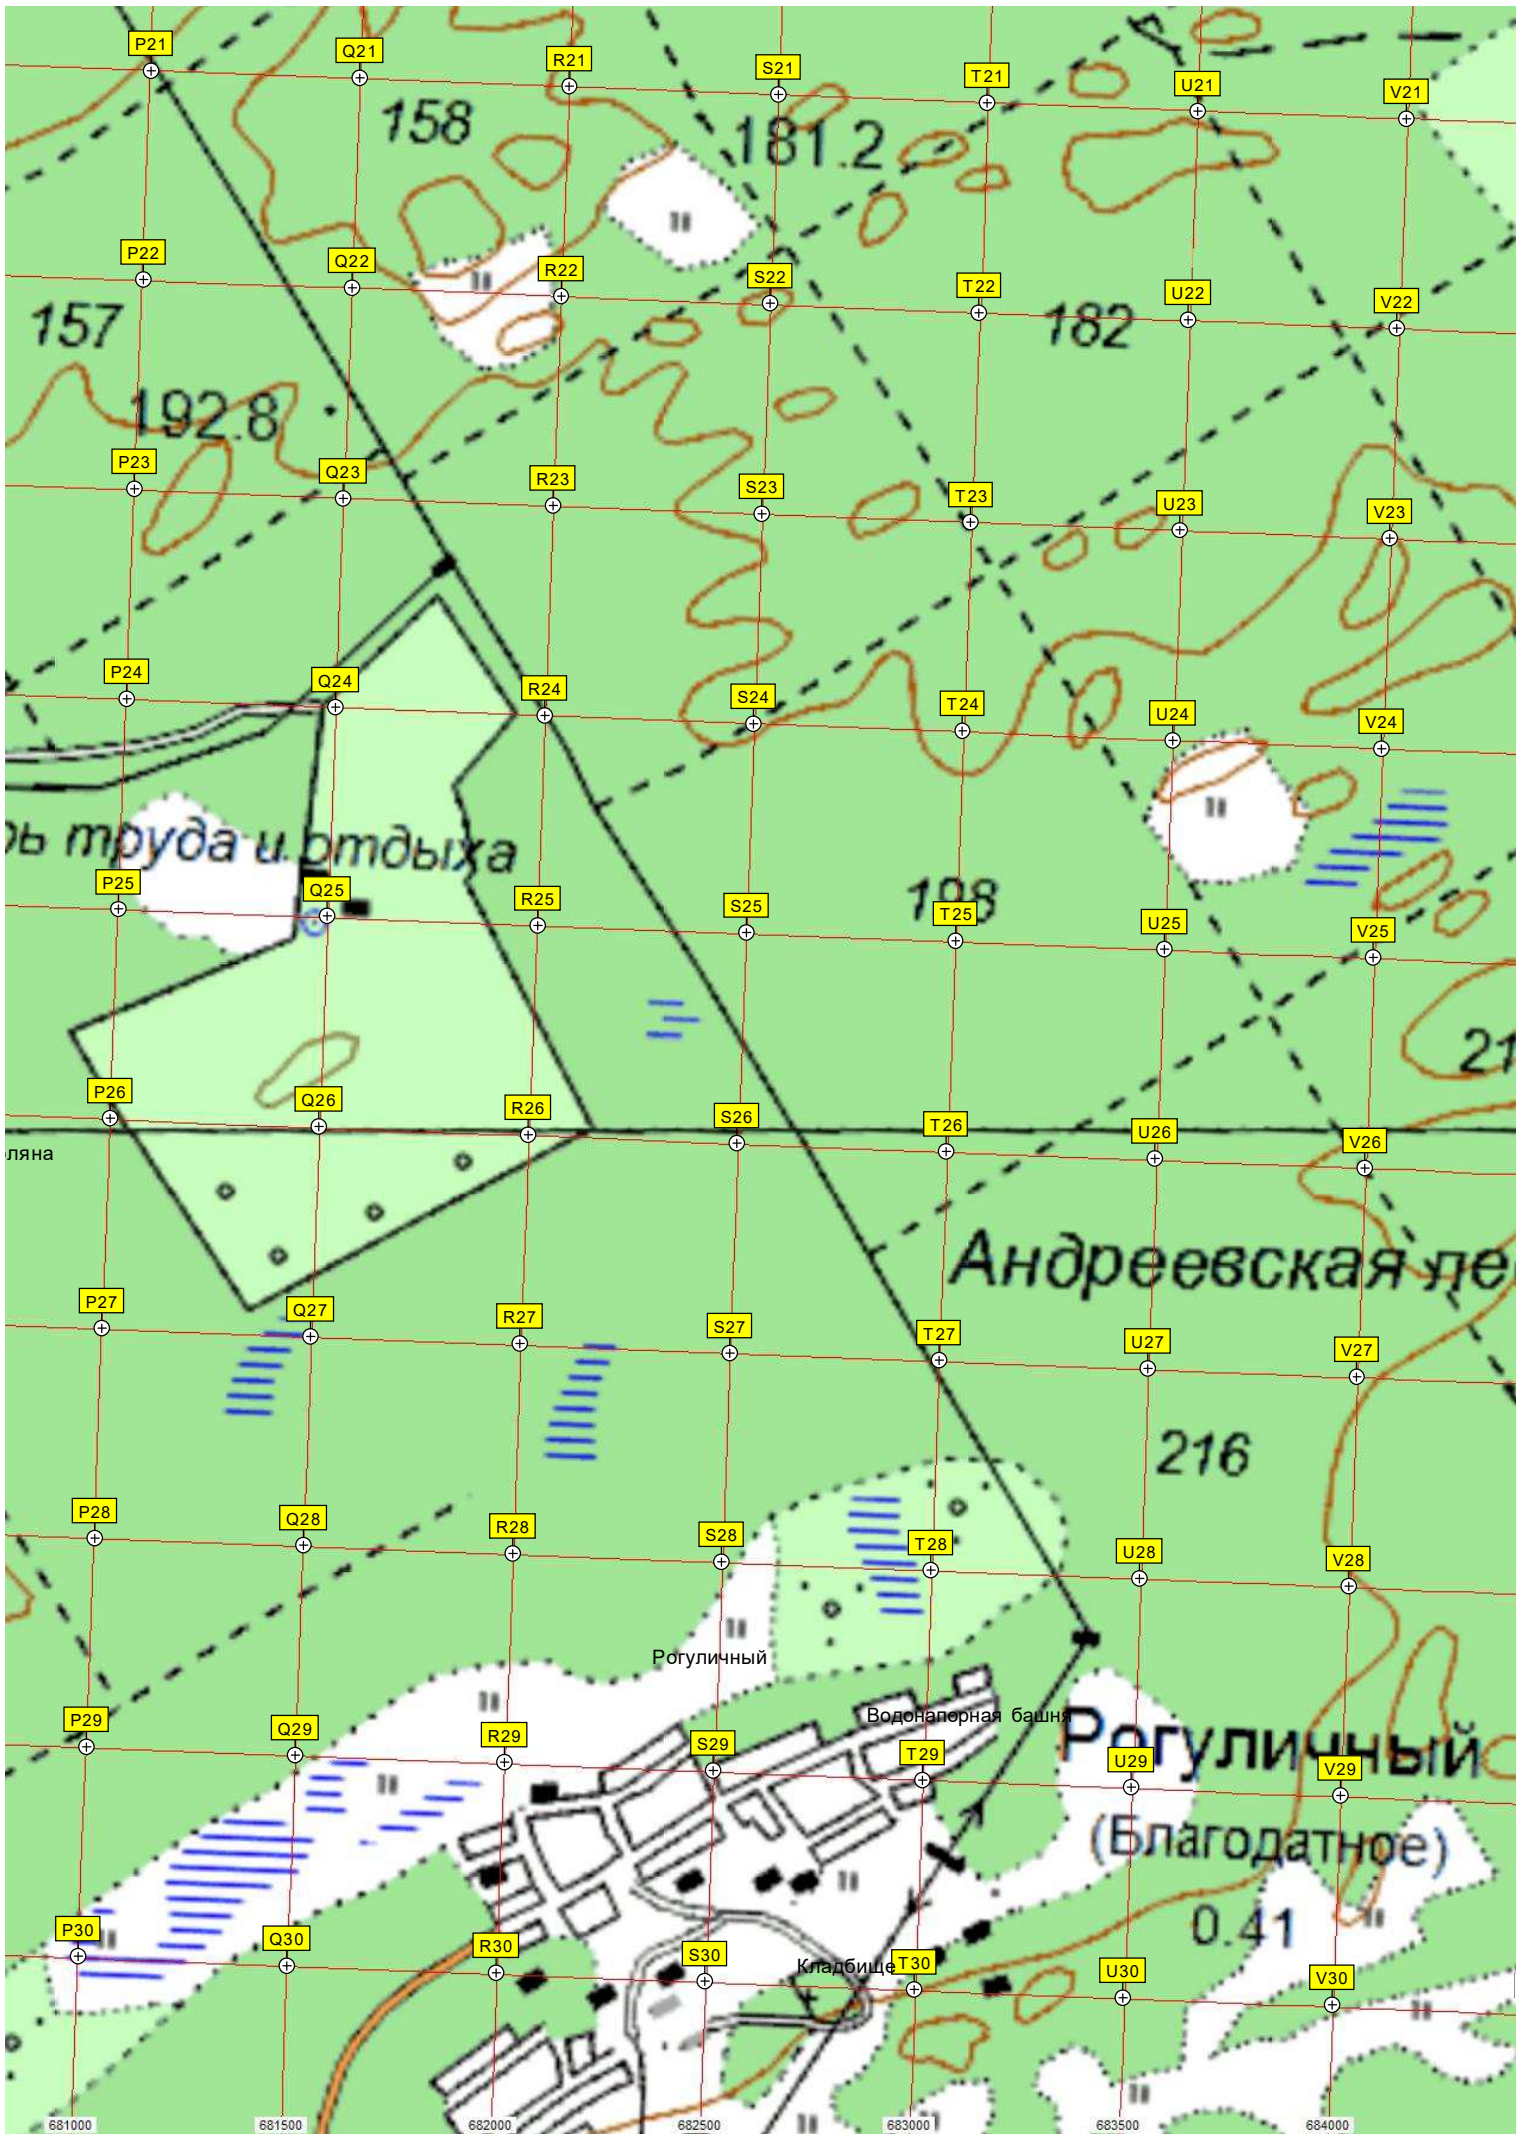 P21 Q21 R21 S21 T21 U21 V21
158 181.2
P22 Q22 R22 S22 T22 U22 V22
157 182
192.8
P23 Q23 R23 S23 T23 U23 V23
P24 Q24 R24 S24 T24 U24 V24
рь труда и отдыха
198
P25 Q25 R25 S25 T25 U25 V25
21
P26 Q26 R26 S26 T26 U26 V26
ляна
Андреевская ле
P27 Q27 R27 S27 T27 U27 V27
216
P28 Q28 R28 S28 T28 U28 V28
Рогуличный
Водонапорная башня
Рогуличный
P29 Q29 R29 S29 T29 U29 V29
(Благодатное)
0.41
P30 Q30 R30 S30 T30 U30 V30
Кладбище
681000 681500 682000 682500 683000 683500 684000